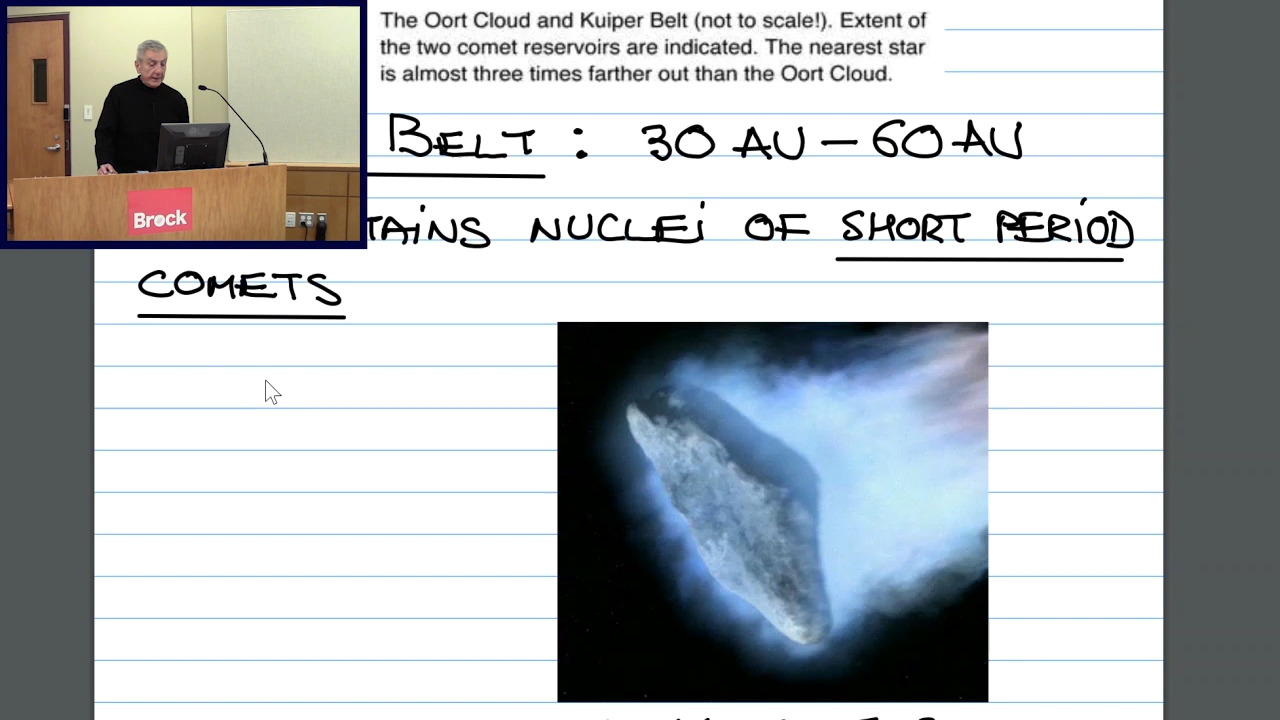 The Oort Cloud and Kuiper Belt (not to scale!). Extent of
the two comet reservoirs are indicated. The nearest star
is almost three times farther out than the Oort Cloud.
BELT : 30 AU – 60 AU
TAINS NUCLEI OF SHORT PERIOD
COMETS
Brock